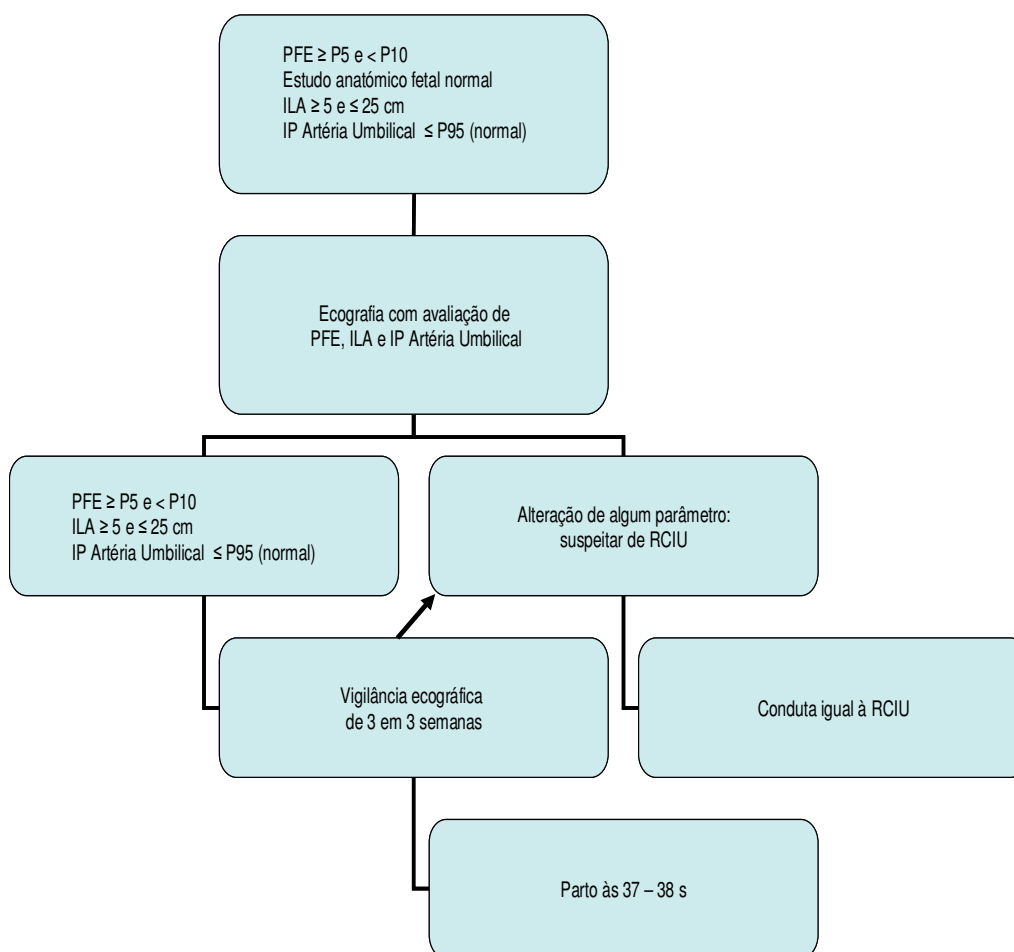 PFE ≥ P5 e < P10
Estudo anatómico fetal normal
ILA ≥ 5 e ≤ 25 cm
IP Artéria Umbilical ≤ P95 (normal)
Ecografia com avaliação de
PFE, ILA e IP Artéria Umbilical
PFE ≥ P5 e < P10
ILA ≥ 5 e ≤ 25 cm
IP Artéria Umbilical ≤ P95 (normal)
Alteração de algum parâmetro:
suspeitar de RCIU
Vigilância ecográfica
de 3 em 3 semanas
Conduta igual à RCIU
Parto às 37 – 38 s